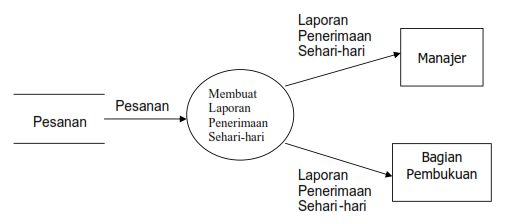 Pesanan
Pesanan
Membuat
Laporan
Penerimaan
Sehari-hari
Laporan
Penerimaan
Sehari-hari
Manajer
Laporan
Penerimaan
Sehari-hari
Bagian
Pembukuan